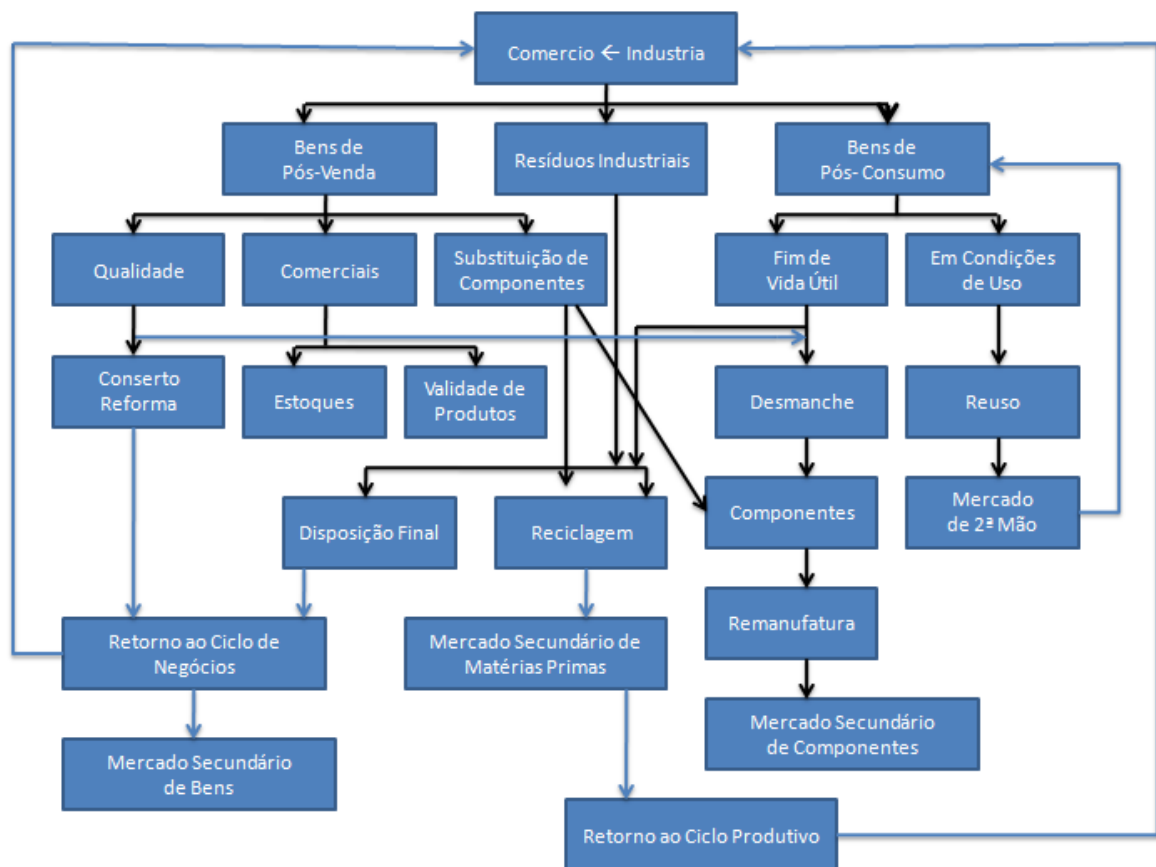 Comercio ← Industria
Bens de
Pós-Venda
Resíduos Industriais
Bens de
Pós- Consumo
Qualidade
Comerciais
Substituição de
Componentes
Fim de
Vida Útil
Em Condições
de Uso
Conserto
Reforma
Estoques
Validade de
Produtos
Desmanche
Reuso
Disposição Final
Reciclagem
Componentes
Mercado
de 2ª Mão
Retorno ao Ciclo de
Negócios
Mercado Secundário de
Matérias Primas
Remanufatura
Mercado Secundário
de Bens
Mercado Secundário
de Componentes
Retorno ao Ciclo Produtivo